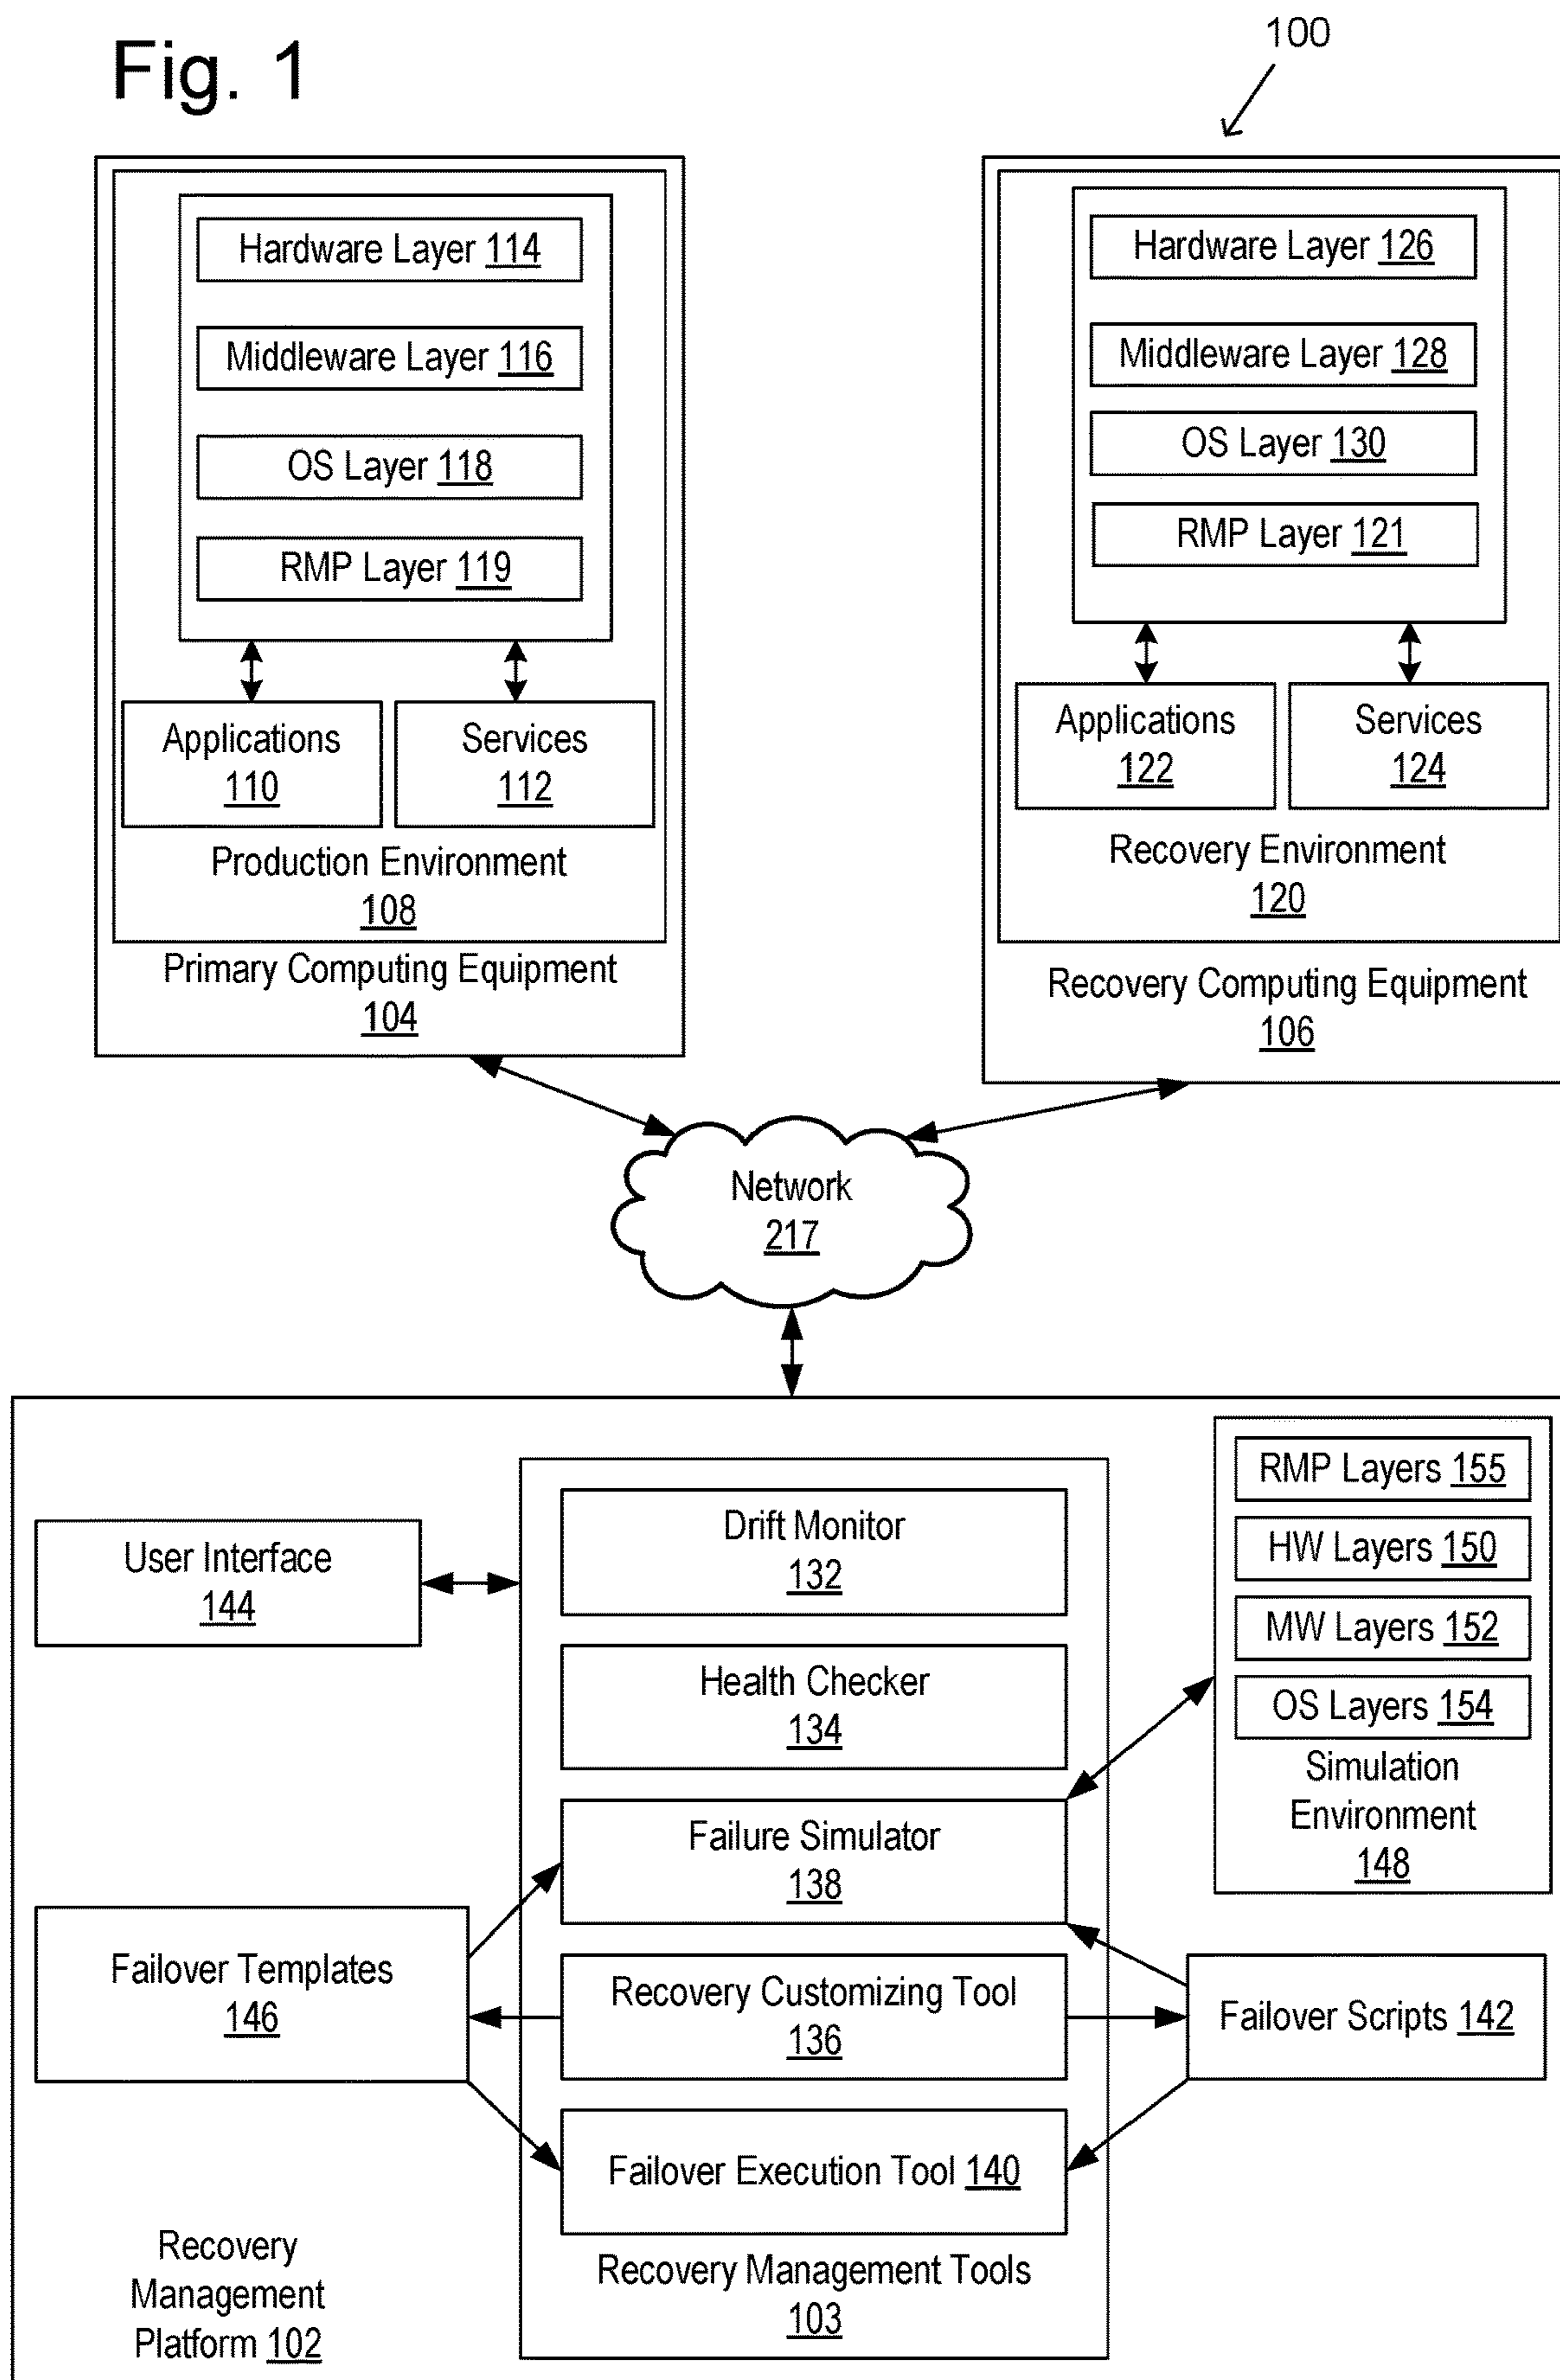 Fig. 1
100
Hardware Layer 114
Middleware Layer 116
OS Layer 118
RMP Layer 119
Applications
110
Services
112
Production Environment
108
Primary Computing Equipment
104
Hardware Layer 126
Middleware Layer 128
OS Layer 130
RMP Layer 121
Applications
122
Services
124
Recovery Environment
120
Recovery Computing Equipment
106
Network
217
User Interface
144
Drift Monitor
132
Health Checker
134
Failure Simulator
138
Recovery Customizing Tool
136
Failover Execution Tool 140
Recovery Management Tools
103
RMP Layers 155
HW Layers 150
MW Layers 152
OS Layers 154
Simulation
Environment
148
Failover Templates
146
Failover Scripts 142
Recovery
Management
Platform 102